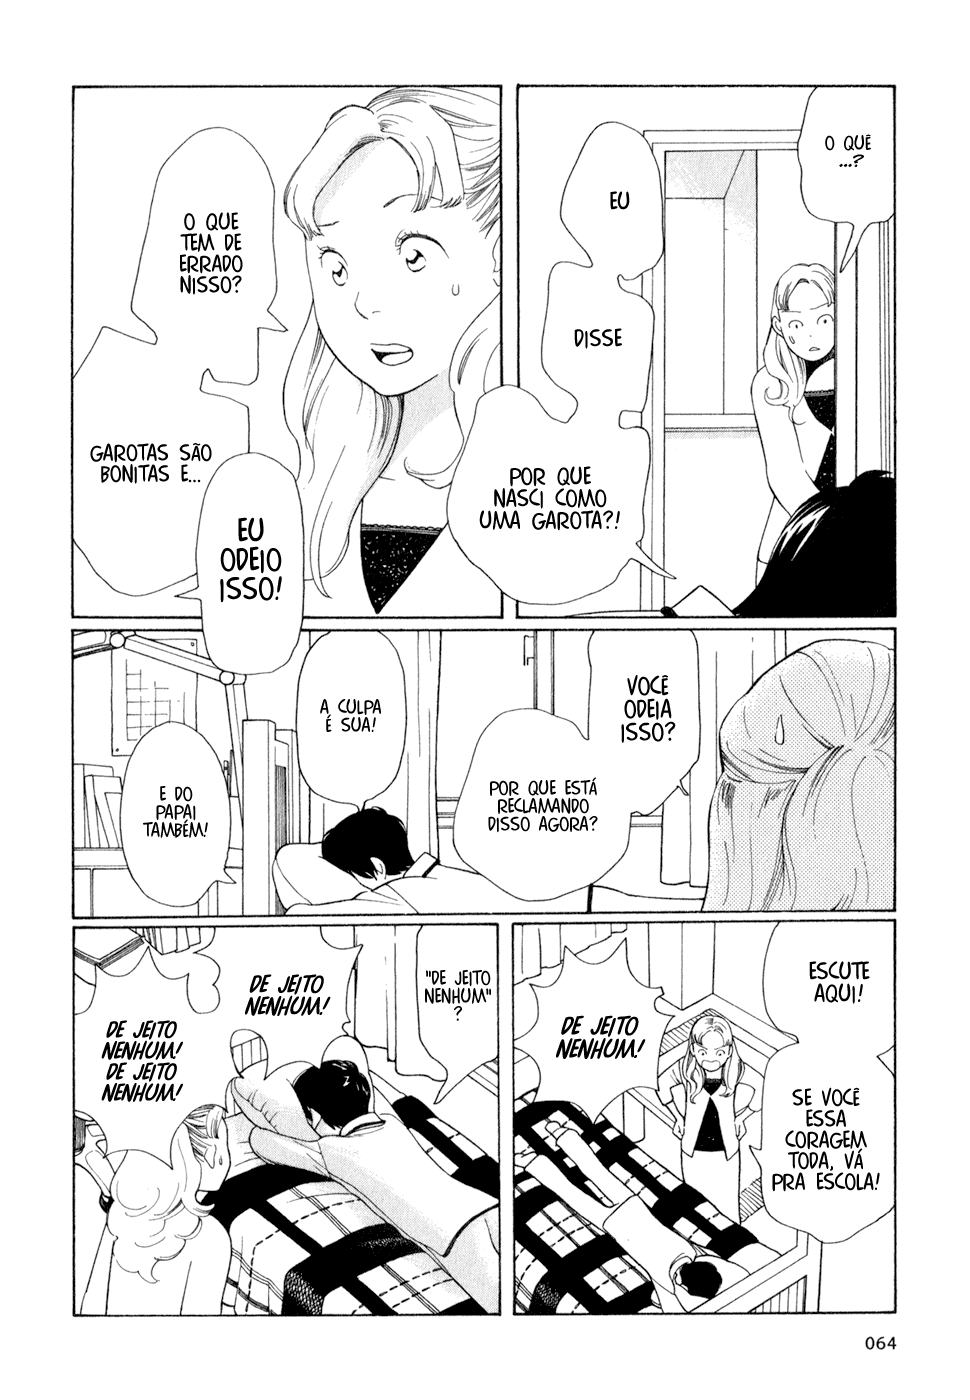 O QUÊ
...?
EU
DISSE
POR QUE
NASCI COMO
UMA GAROTA?!
O QUE
TEM DE
ERRADO
NISSO?
GAROTAS SÃO
BONITAS E...
EU
ODEIO
ISSO!
VOCÊ
ODEIA
ISSO?
POR QUE ESTÁ
RECLAMANDO
DISSO AGORA?
A CULPA
É SUA!
E DO
PAPAI
TAMBÉM!
ESCUTE
AQUI!
SE VOCÊ
ESSA
CORAGEM
TODA, VÁ
PRA ESCOLA!
DE JEITO
NENHUM!
"DE JEITO
NENHUM"
?
DE JEITO
NENHUM!
DE JEITO
NENHUM!
DE JEITO
NENHUM!
064